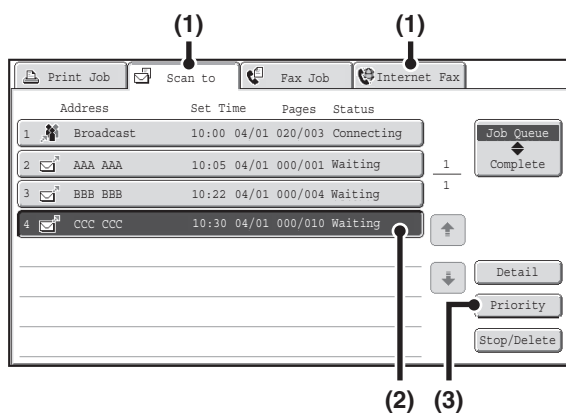 (1) (1)
Print Job Scan to Fax Job Internet Fax
Address Set Time Pages Status
1 Broadcast 10:00 04/01 020/003 Connecting
Job Queue
Complete
2 AAA AAA 10:05 04/01 000/001 Waiting
1
1
3 BBB BBB 10:22 04/01 000/004 Waiting
4 CCC CCC 10:30 04/01 000/010 Waiting
Detail
Priority
Stop/Delete
(2) (3)